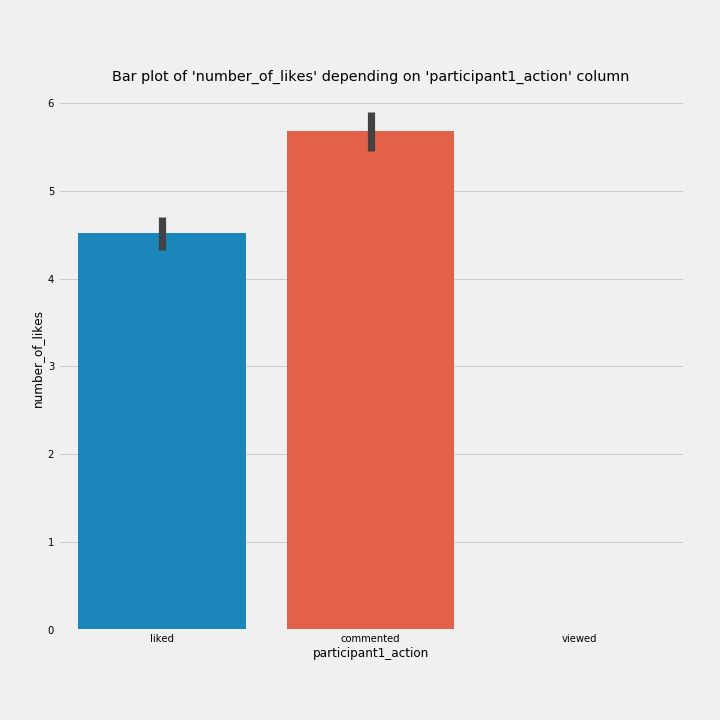 Bar plot of 'number_of_likes' depending on 'participant1_action' column
number_of_likes
6
5
4
3
2
1
0
liked commented viewed
participant1_action